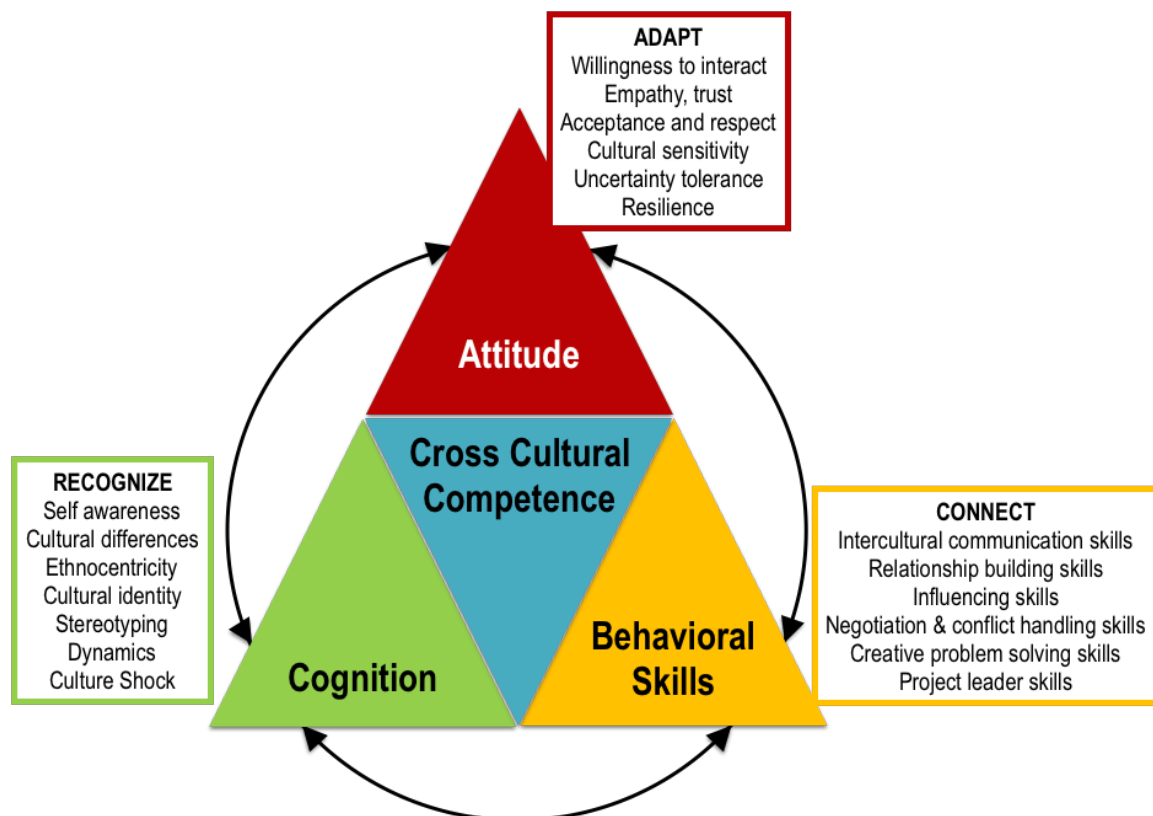 ADAPT
Willingness to interact
Empathy, trust
Acceptance and respect
Cultural sensitivity
Uncertainty tolerance
Resilience
Attitude
Cross Cultural
Competence
RECOGNIZE
Self awareness
Cultural differences
Ethnocentricity
Cultural identity
Stereotyping
Dynamics
Culture Shock
Cognition
Behavioral
Skills
CONNECT
Intercultural communication skills
Relationship building skills
Influencing skills
Negotiation & conflict handling skills
Creative problem solving skills
Project leader skills